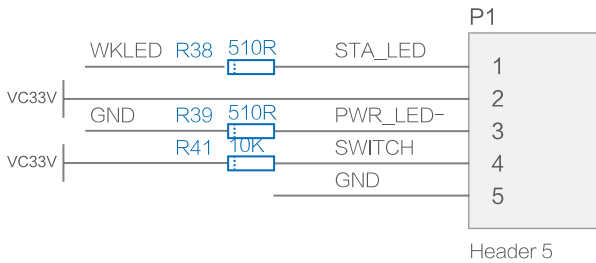 P1
WKLED R38 510R STA_LED 1
VC33V 2
GND R39 510R PWR_LED- 3
R41 10K SWITCH
VC33V 4
GND 5
Header 5